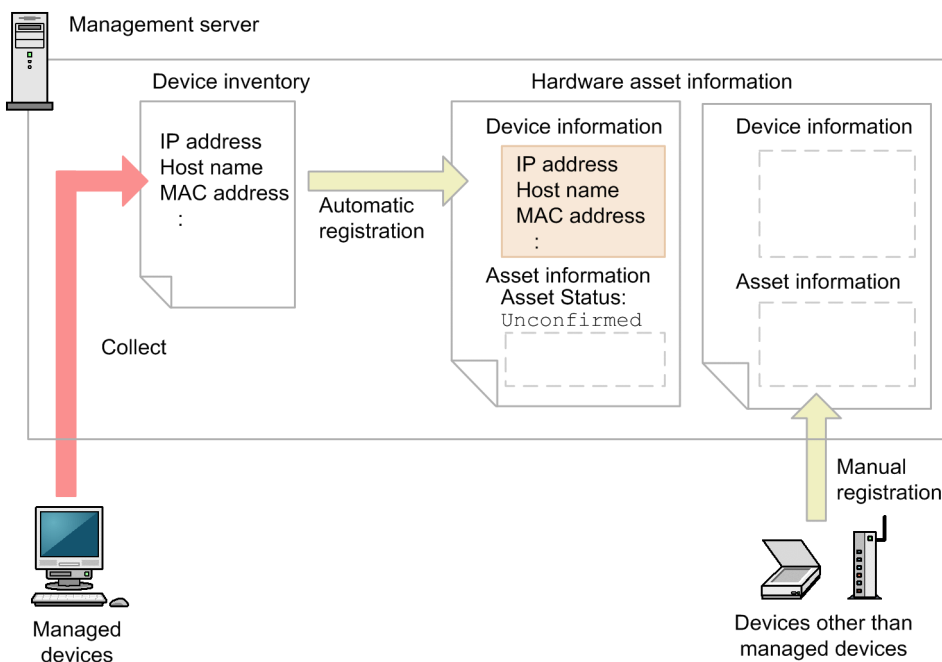 Management server
Device inventory
IP address
Host name
MAC address
:
Automatic
registration
Collect
Hardware asset information
Device information
IP address
Host name
MAC address
:
Asset information
Asset Status:
Unconfirmed
Device information
Asset information
Manual
registration
Managed
devices
Devices other than
managed devices